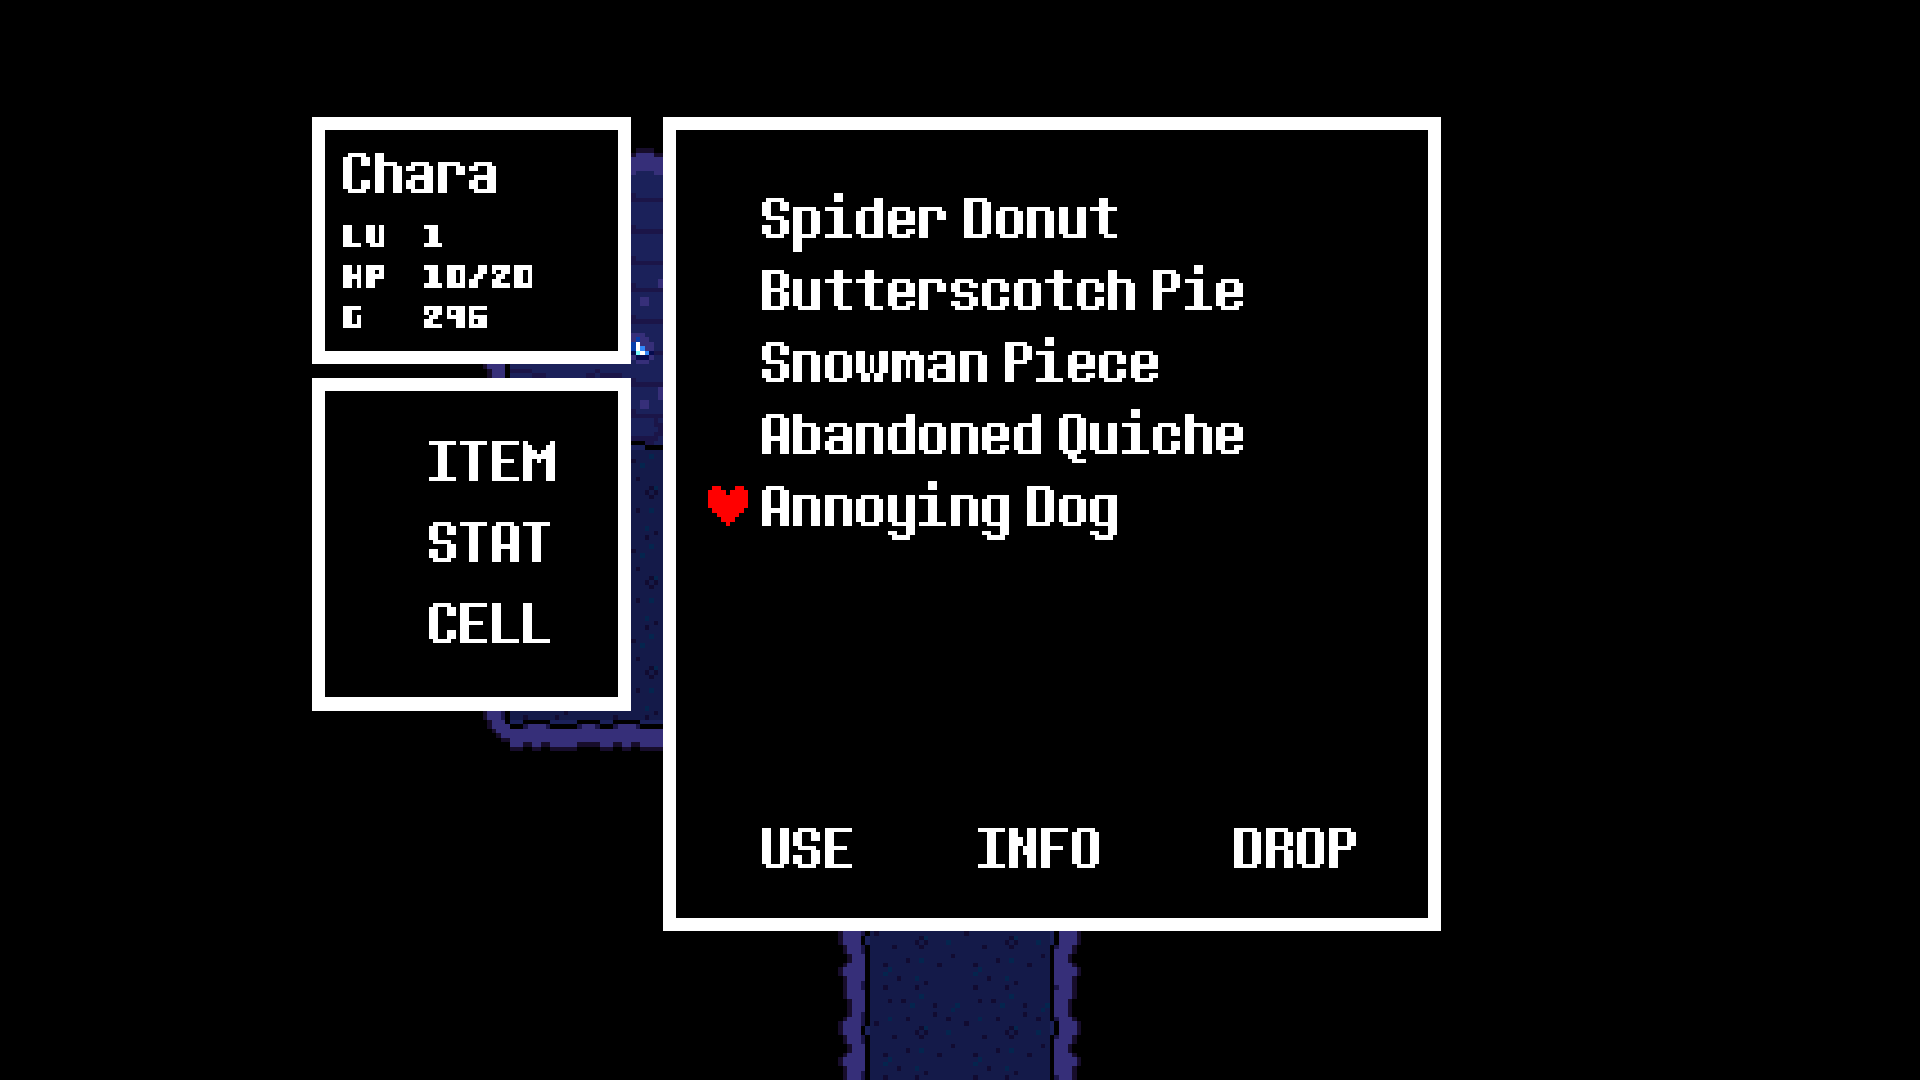 Chara
LV 1
HP 10/20
G 296
ITEM
STAT
CELL
Spider Donut
Butterscotch Pie
Snowman Piece
Abandoned Quiche
Annoying Dog
USE INFO DROP